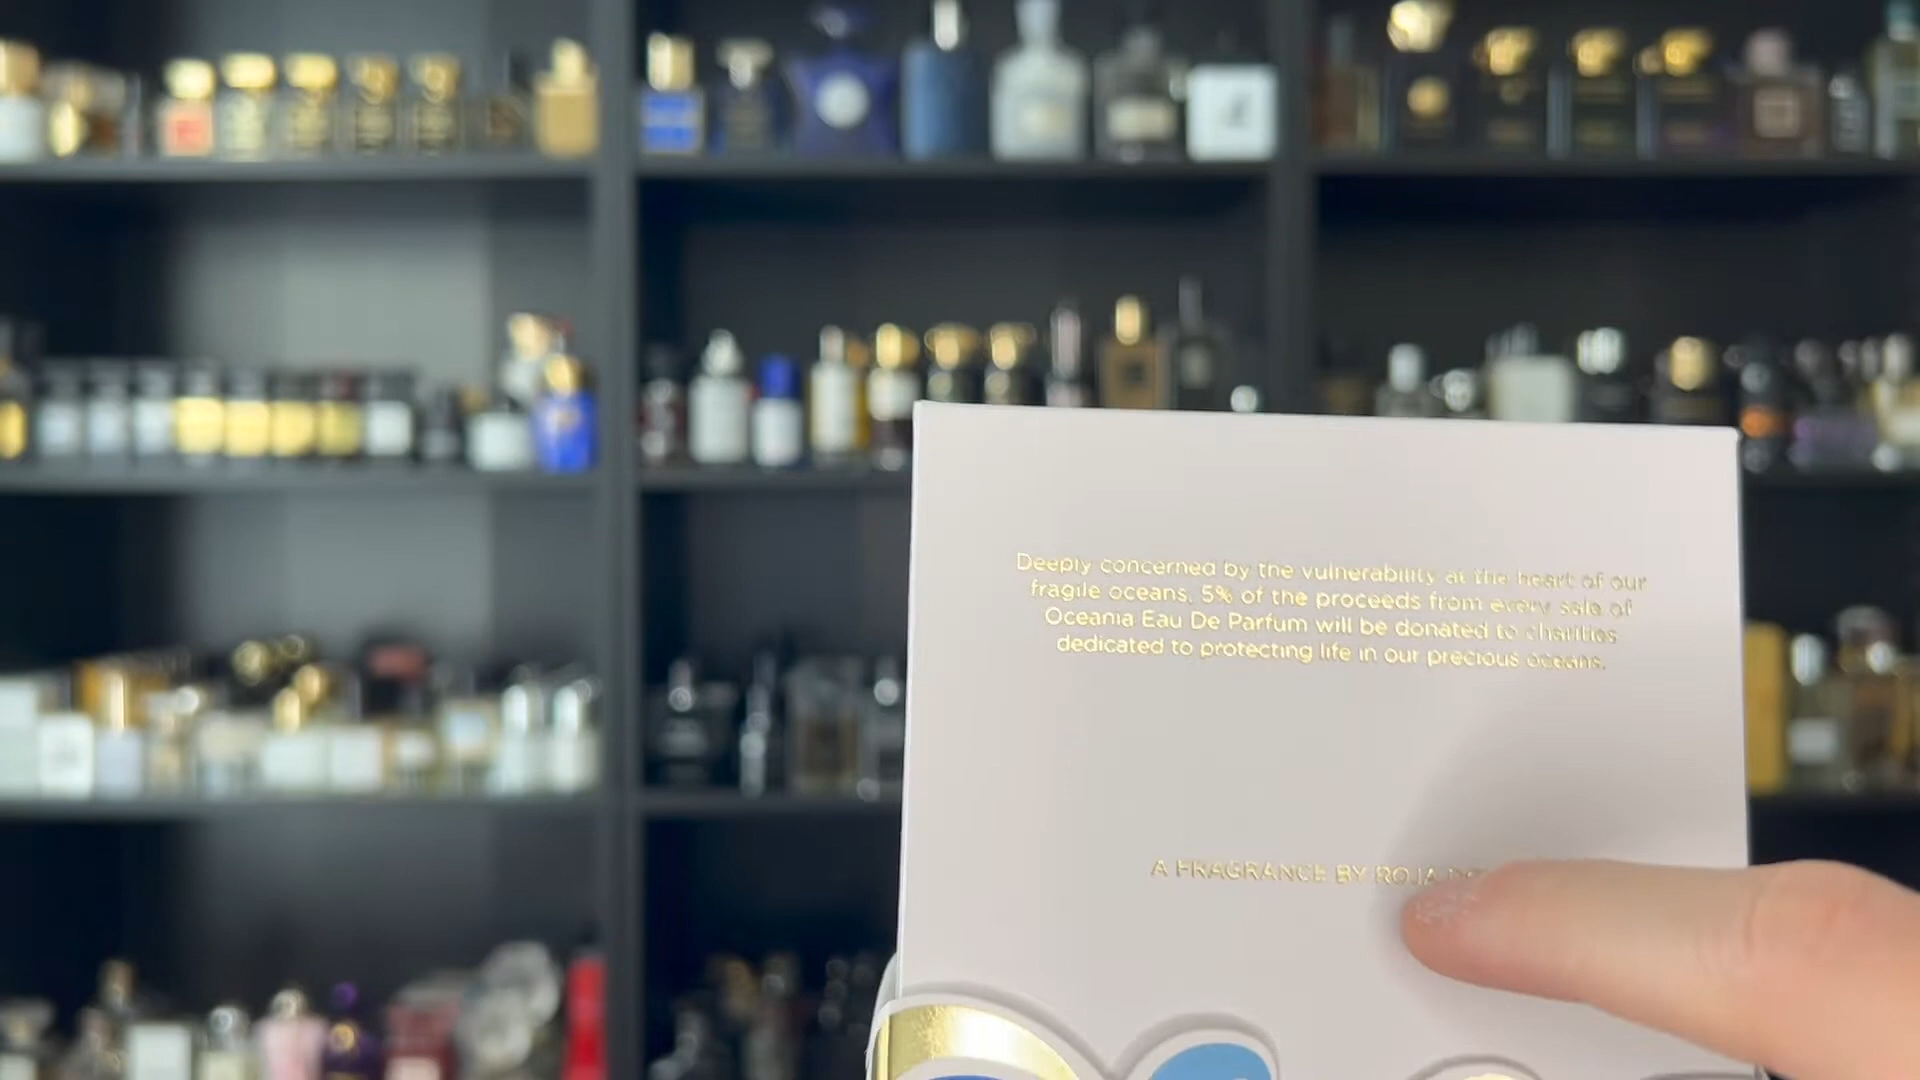 Deeply concerned by the vulnerability at the heart of our
fragile oceans, 5% of the proceeds from every sale of
Oceania Eau De Parfum will be donated to charities
dedicated to protecting life in our precious oceans.
A FRAGRANCE BY ROJA